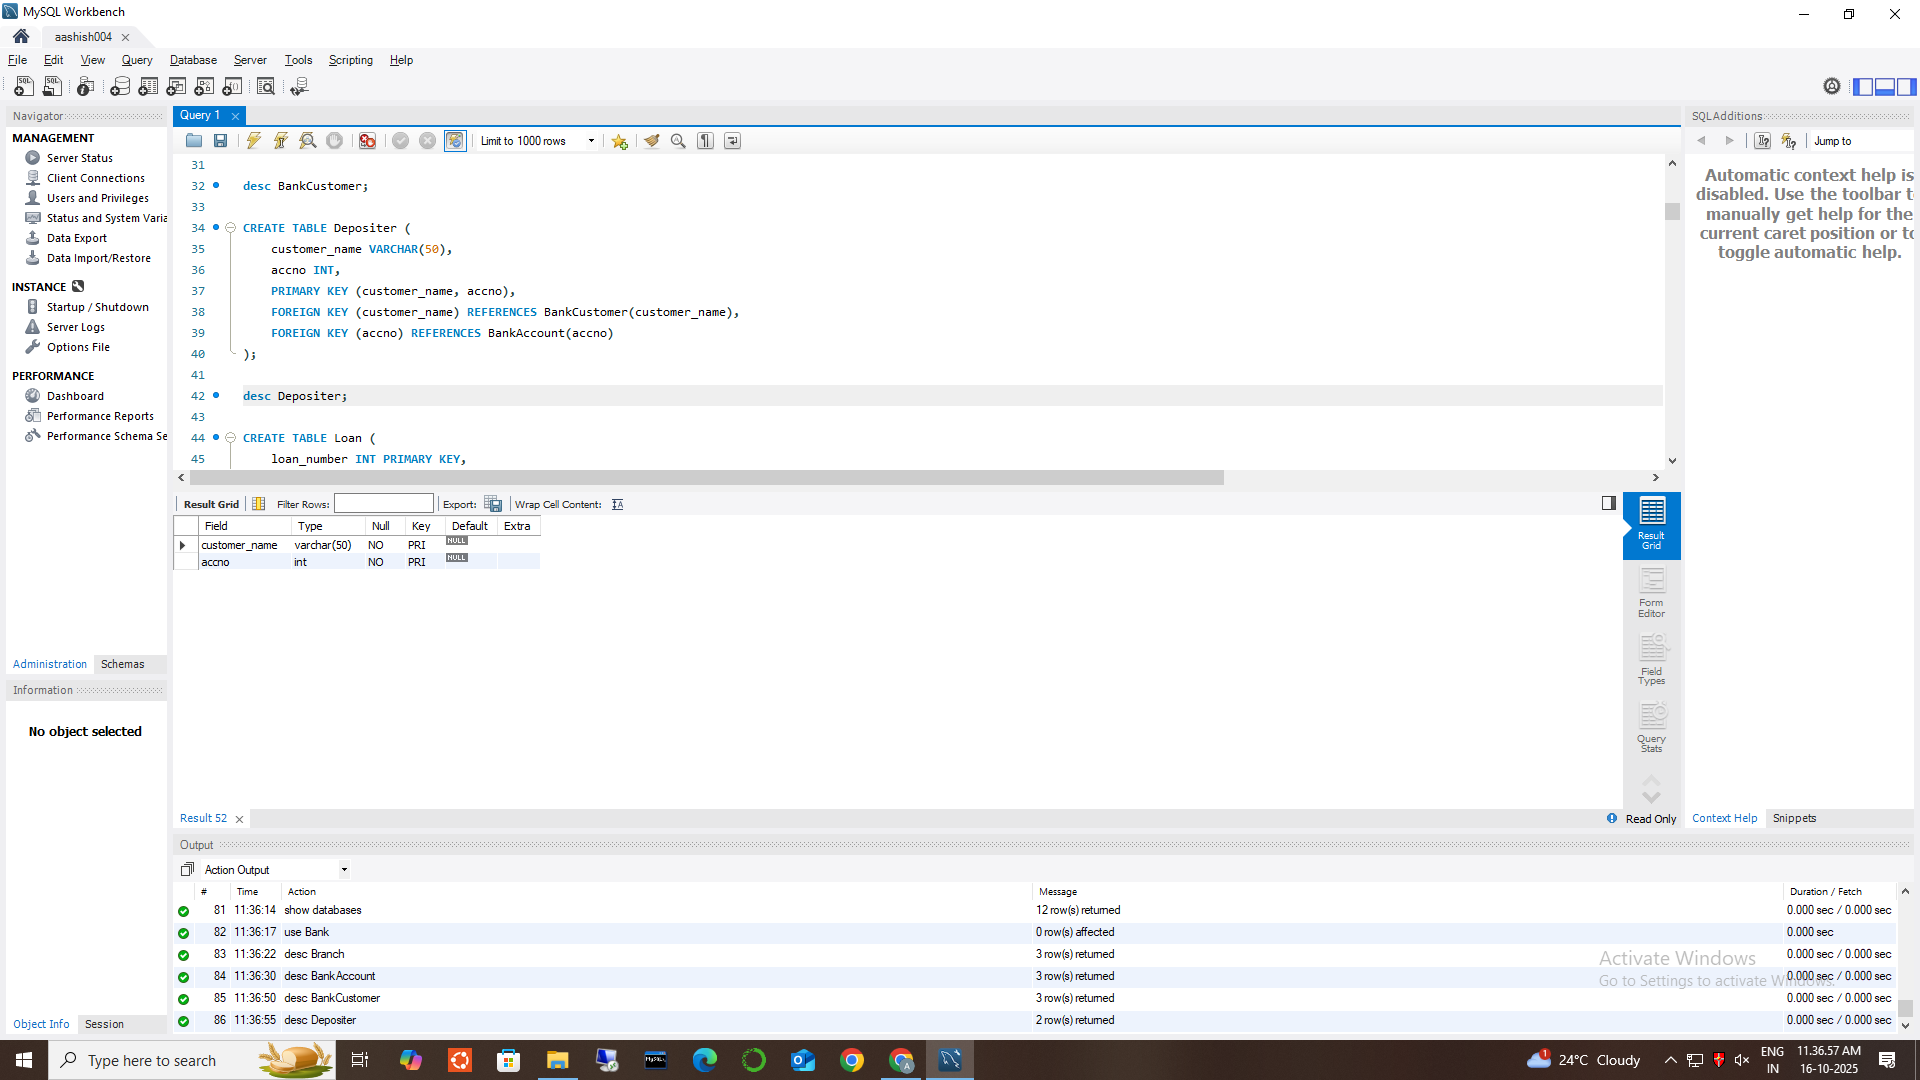 MySQL Workbench
aashish004
File Edit View Query Database Server Tools Scripting Help
Navigator
MANAGEMENT
Server Status
Client Connections
Users and Privileges
Status and System Varia
Data Export
Data Import/Restore
INSTANCE
Startup / Shutdown
Server Logs
Options File
PERFORMANCE
Dashboard
Performance Reports
Performance Schema Se
Administration Schemas
Information
No object selected
Object Info Session
Query 1
Limit to 1000 rows
31
32 desc BankCustomer;
33
34 CREATE TABLE Depositer (
35 customer_name VARCHAR(50),
36 accno INT,
37 PRIMARY KEY (customer_name, accno),
38 FOREIGN KEY (customer_name) REFERENCES BankCustomer(customer_name),
39 FOREIGN KEY (accno) REFERENCES BankAccount(accno)
40 );
41
42 desc Depositer;
43
44 CREATE TABLE Loan (
45 loan_number INT PRIMARY KEY,
Result Grid Filter Rows: Export: Wrap Cell Content:
Field Type Null Key Default Extra
customer_name varchar(50) NO PRI NULL
accno int NO PRI NULL
Result Grid
Form Editor
Field Types
Query Stats
Result 52
Read Only
SQLAdditions
Jump to
Automatic context help is
disabled. Use the toolbar t
manually get help for the
current caret position or to
toggle automatic help.
Context Help Snippets
Output
Action Output
# Time Action Message Duration / Fetch
81 11:36:14 show databases 12 row(s) returned 0.000 sec / 0.000 sec
82 11:36:17 use Bank 0 row(s) affected 0.000 sec
83 11:36:22 desc Branch 3 row(s) returned 0.000 sec / 0.000 sec
84 11:36:30 desc BankAccount 3 row(s) returned 0.000 sec / 0.000 sec
85 11:36:50 desc BankCustomer 3 row(s) returned 0.000 sec / 0.000 sec
86 11:36:55 desc Depositer 2 row(s) returned 0.000 sec / 0.000 sec
Activate Windows
Go to Settings to activate Windows.
Type here to search
24°C Cloudy
ENG
IN
11.36.57 AM
16-10-2025